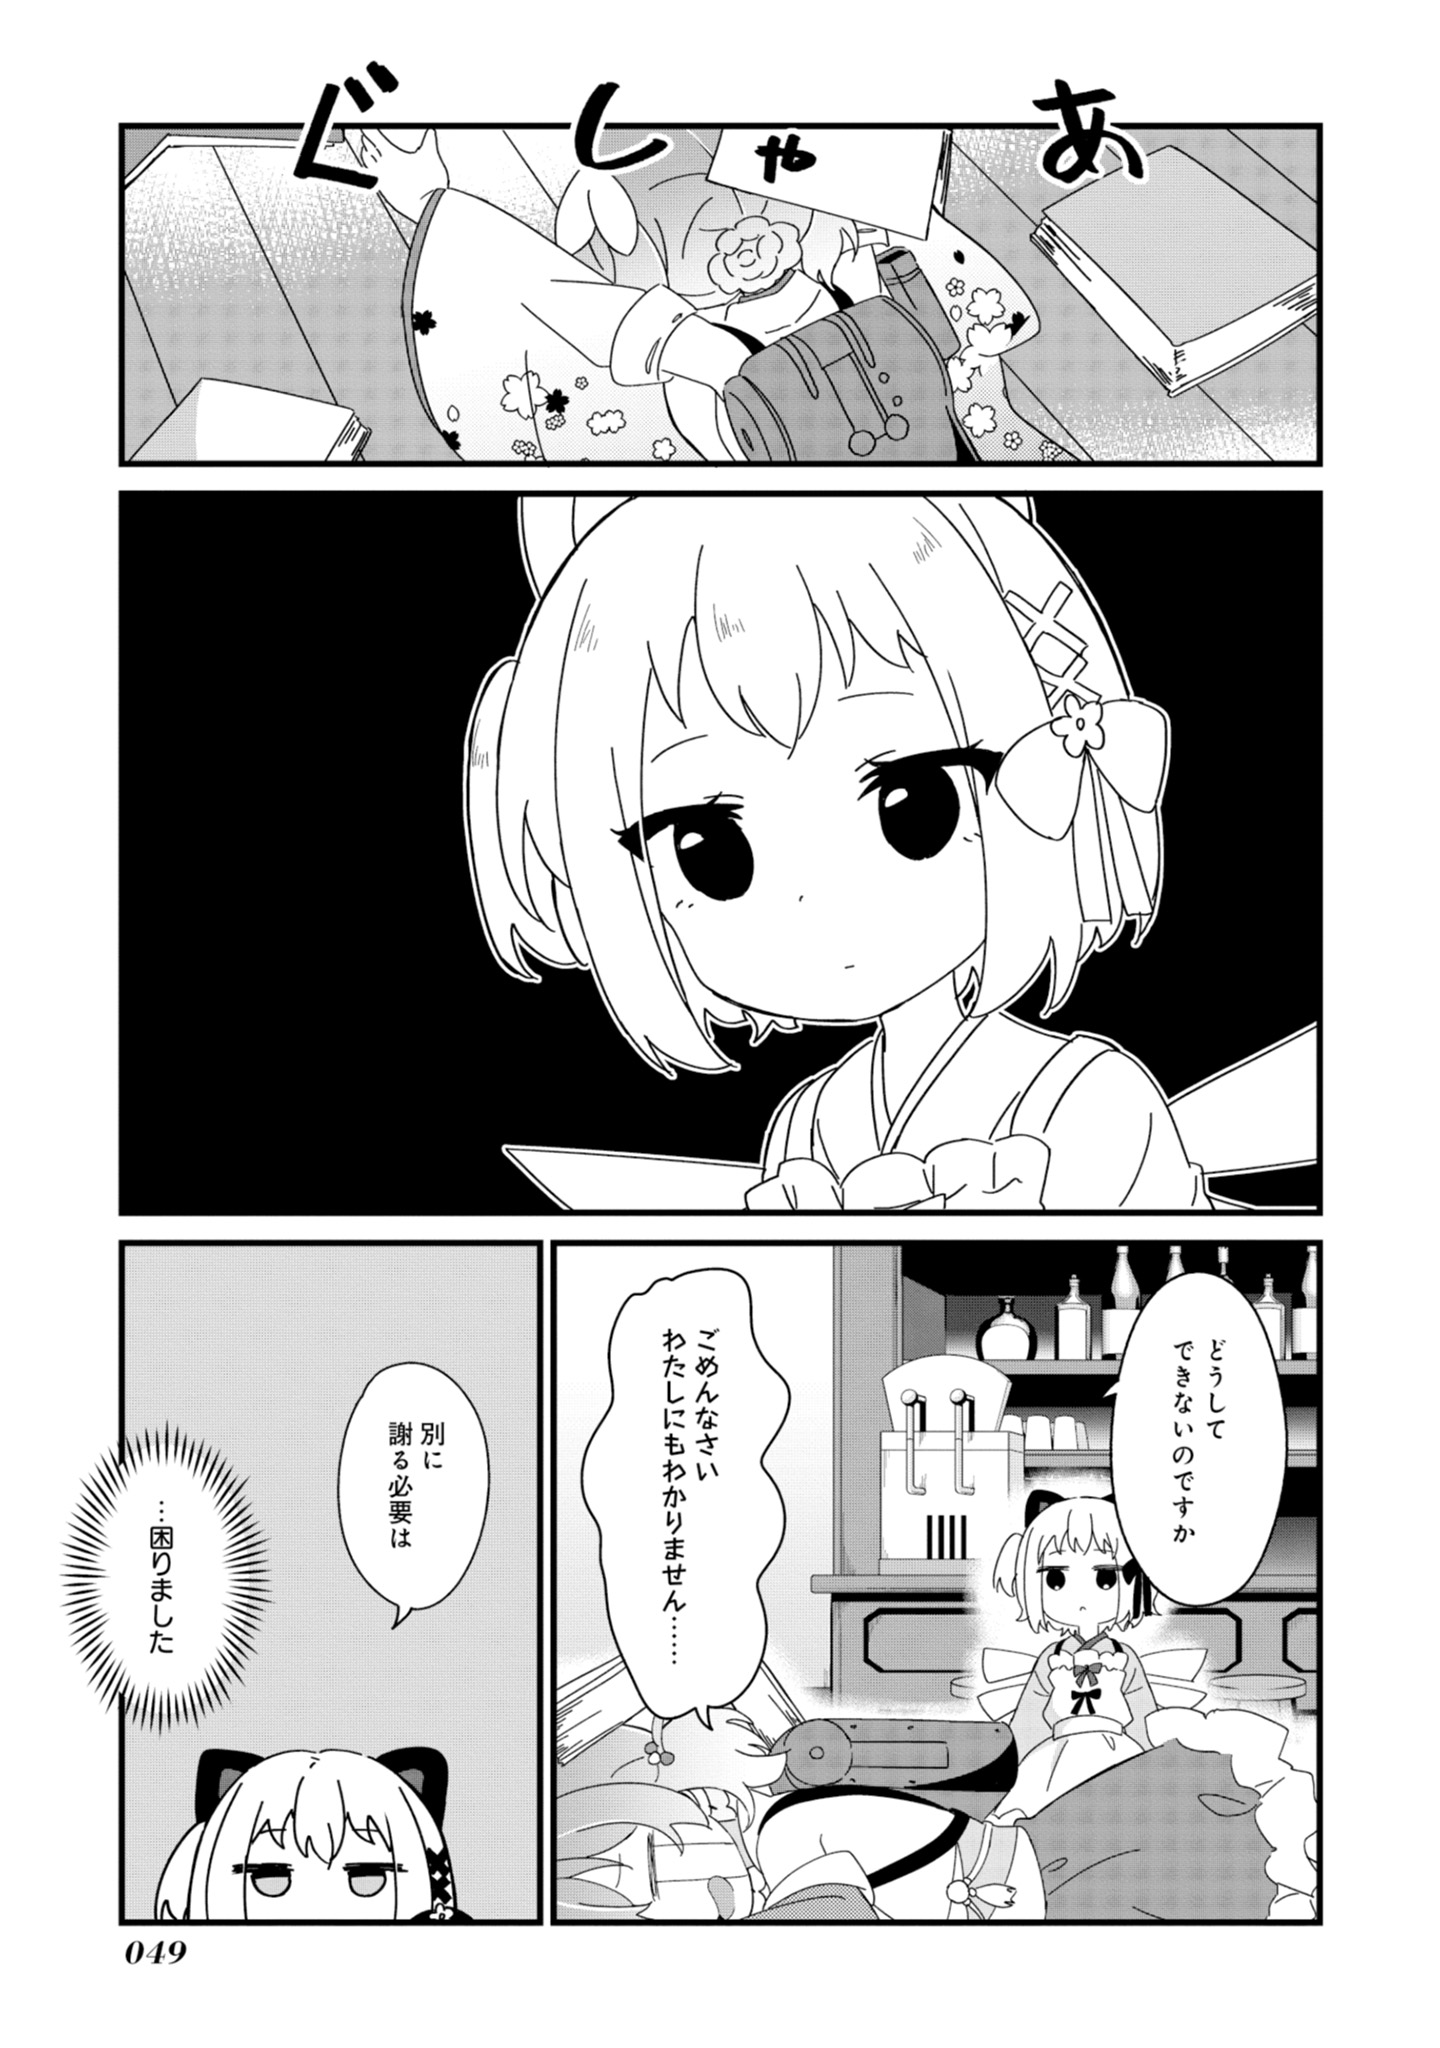 あ
し
ぐ
や
どうして
できないのですか
ごめんなさい
わたしにもわかりません……
別に
謝る必要は
…困りました
049